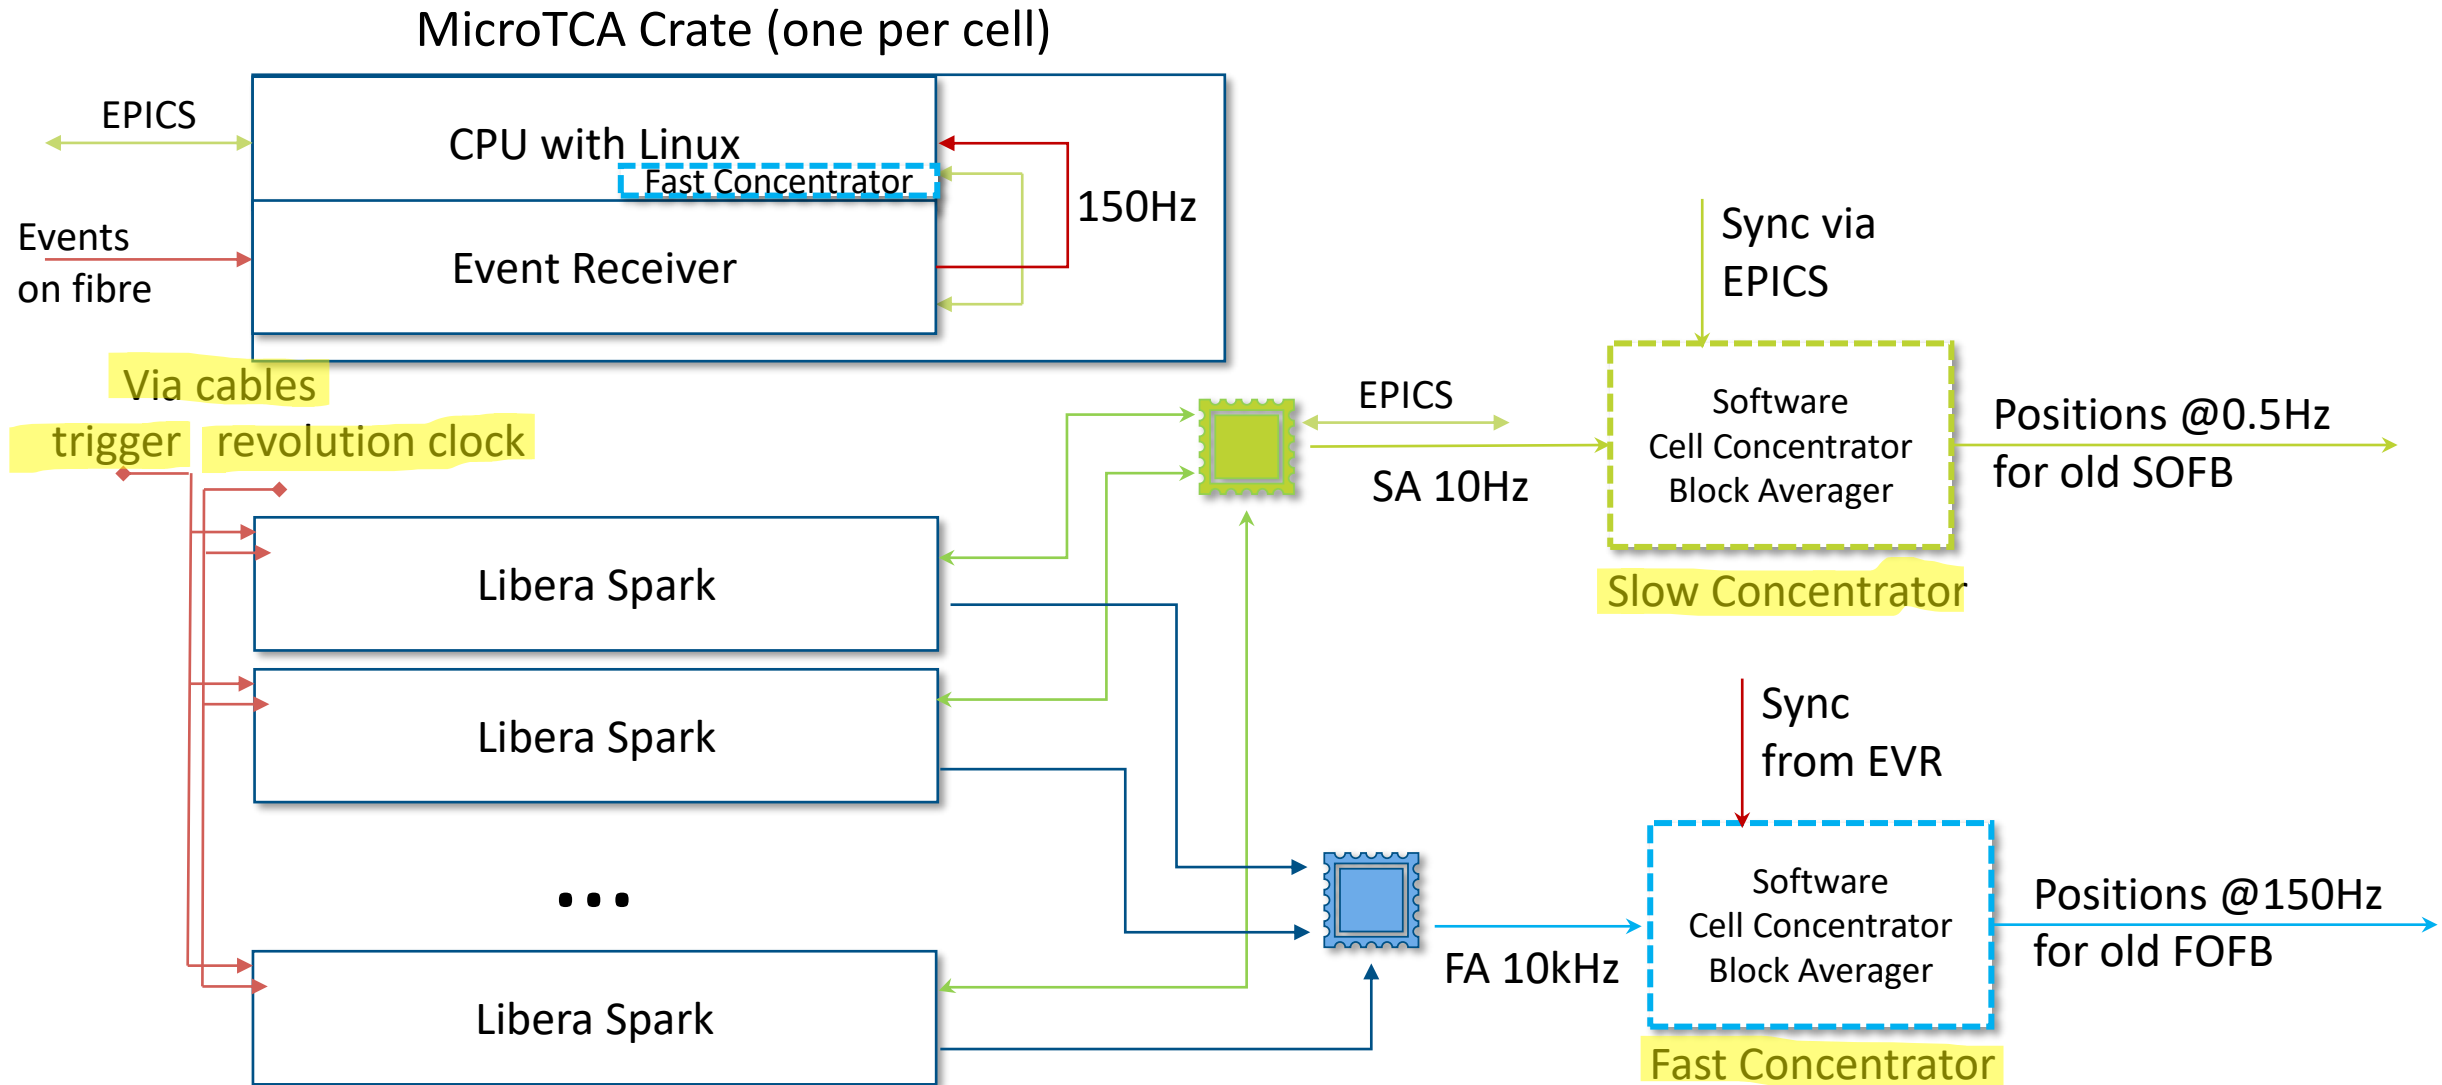 MicroTCA Crate (one per cell)
EPICS
CPU with Linux
Fast Concentrator
150Hz
Events
on fibre
Event Receiver
Sync via
EPICS
Via cables
trigger
revolution clock
EPICS
SA 10Hz
Software
Cell Concentrator
Block Averager
Positions @0.5Hz
for old SOFB
Slow Concentrator
Libera Spark
Libera Spark
...
Libera Spark
Sync
from EVR
FA 10kHz
Software
Cell Concentrator
Block Averager
Positions @150Hz
for old FOFB
Fast Concentrator